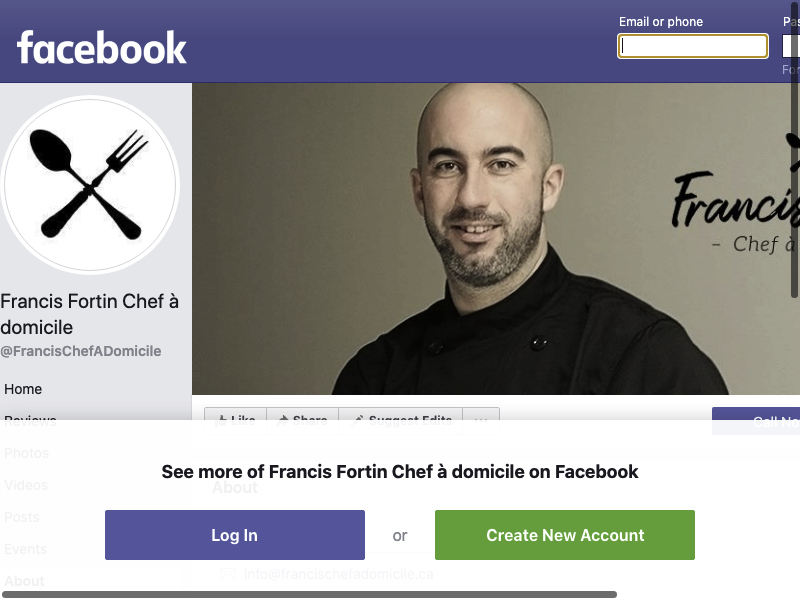 facebook
Email or phone
Francis
- Chef à
Francis Fortin Chef à
domicile
@FrancisChefADomicile
Home
Reviews
Photos
Videos
Posts
Events
About
Like
Share
Suggest Edits
...
Call No
About
info@francischefadomicile.ca
See more of Francis Fortin Chef à domicile on Facebook
Log In
or
Create New Account